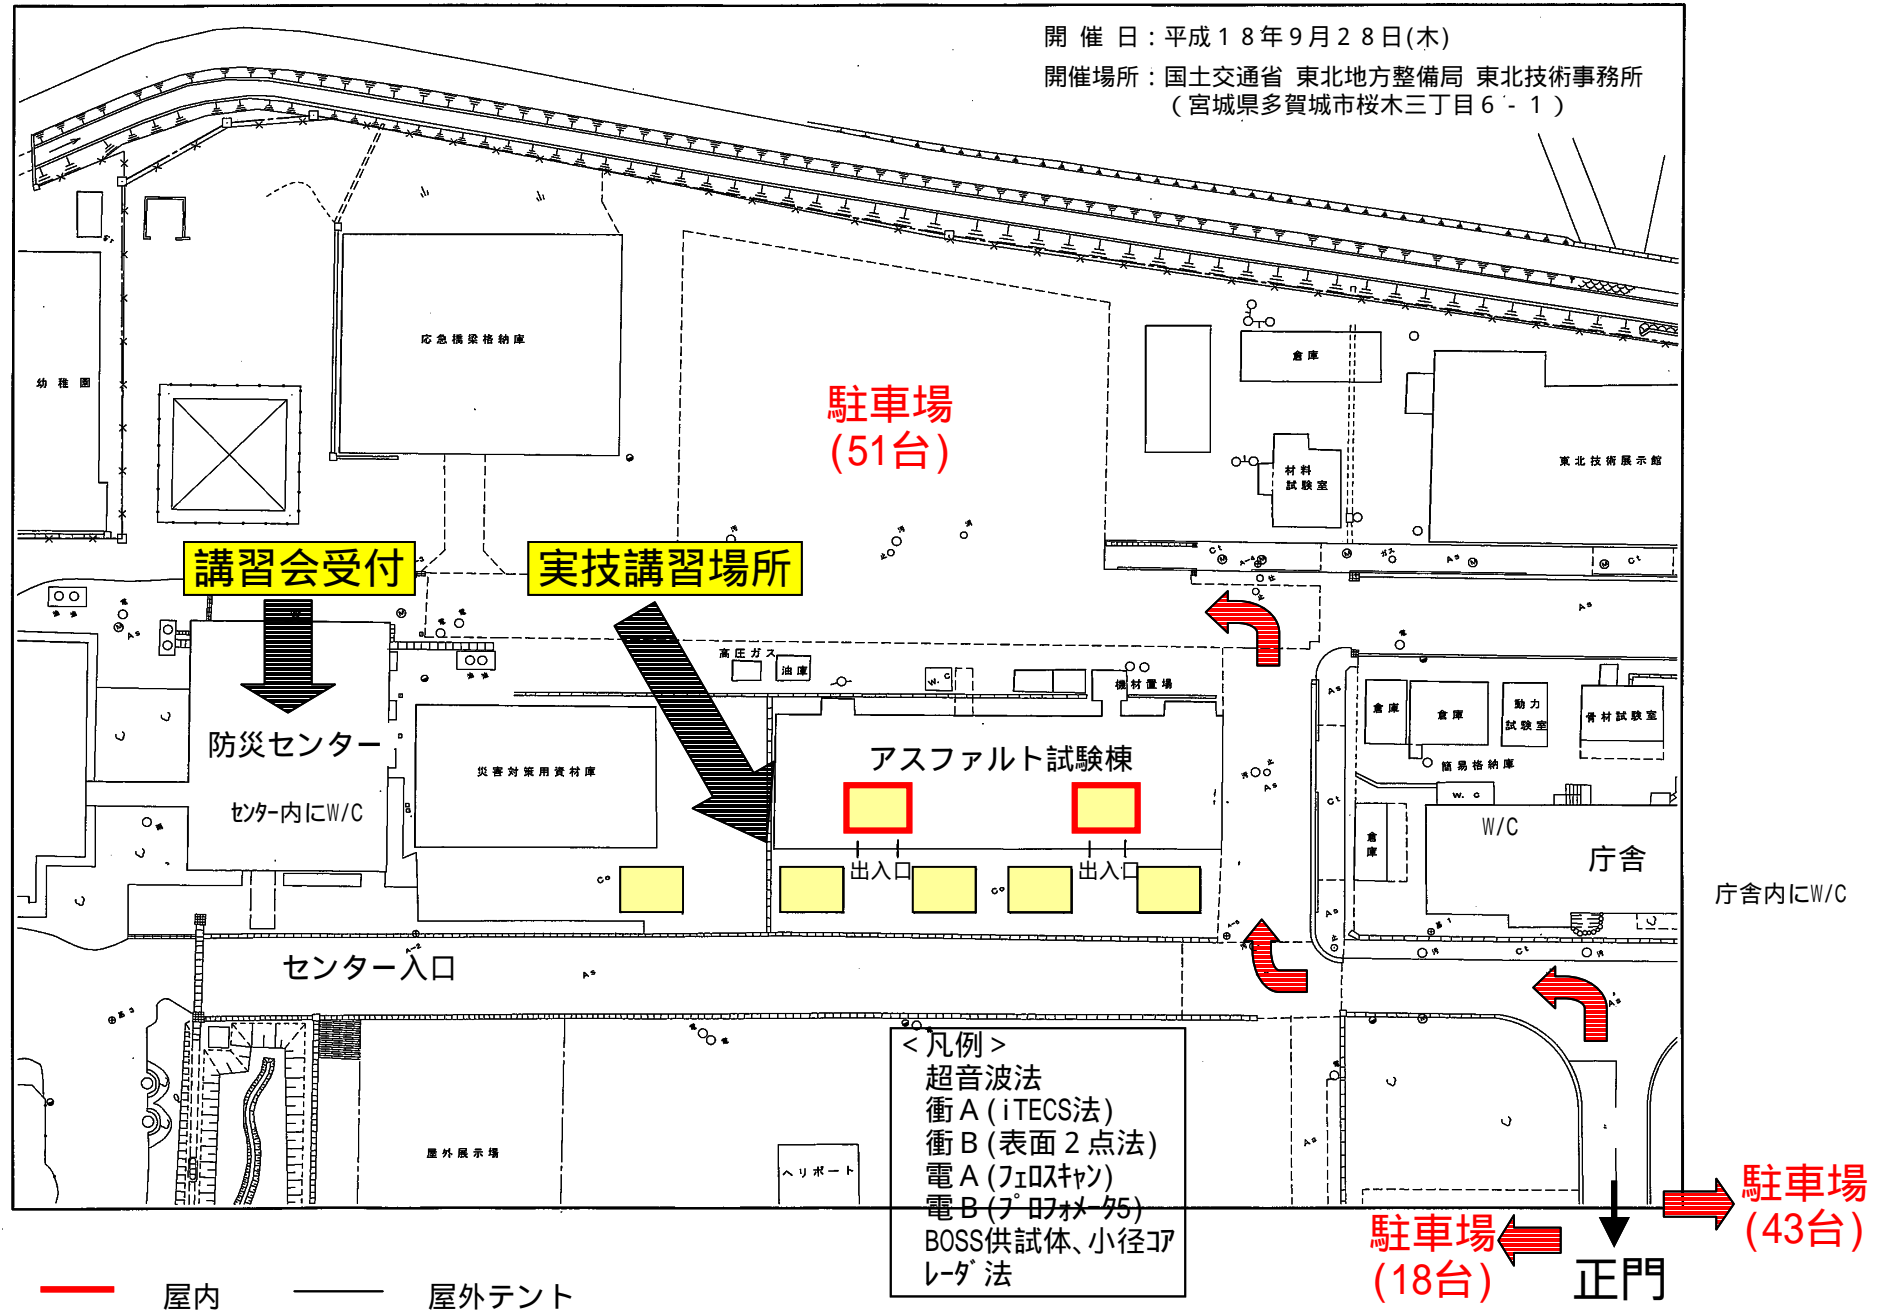 開 催 日：平成１８年９月２８日(木)
開催場所：国土交通省 東北地方整備局 東北技術事務所
（宮城県多賀城市桜木三丁目６-１）
幼稚園
応急橋梁格納庫
駐車場
(51台)
倉庫
材料
試験室
東北技術展示館
講習会受付
実技講習場所
高圧ガス
油庫
W.C
機材置場
倉庫
倉庫
動力
試験室
骨材試験室
簡易格納庫
防災センター
センター内にW/C
災害対策用資材庫
アスファルト試験棟
出入口
出入口
W.C
W/C
倉庫
庁舎
庁舎内にW/C
センター入口
屋外展示場
ヘリポート
＜凡例＞
超音波法
衝Ａ(iTECS法)
衝Ｂ(表面２点法)
電Ａ(フェロスキャン)
電Ｂ(プロフォメータ5)
BOSS供試体、小径コア
レーダ法
駐車場
(18台)
正門
駐車場
(43台)
屋内
屋外テント